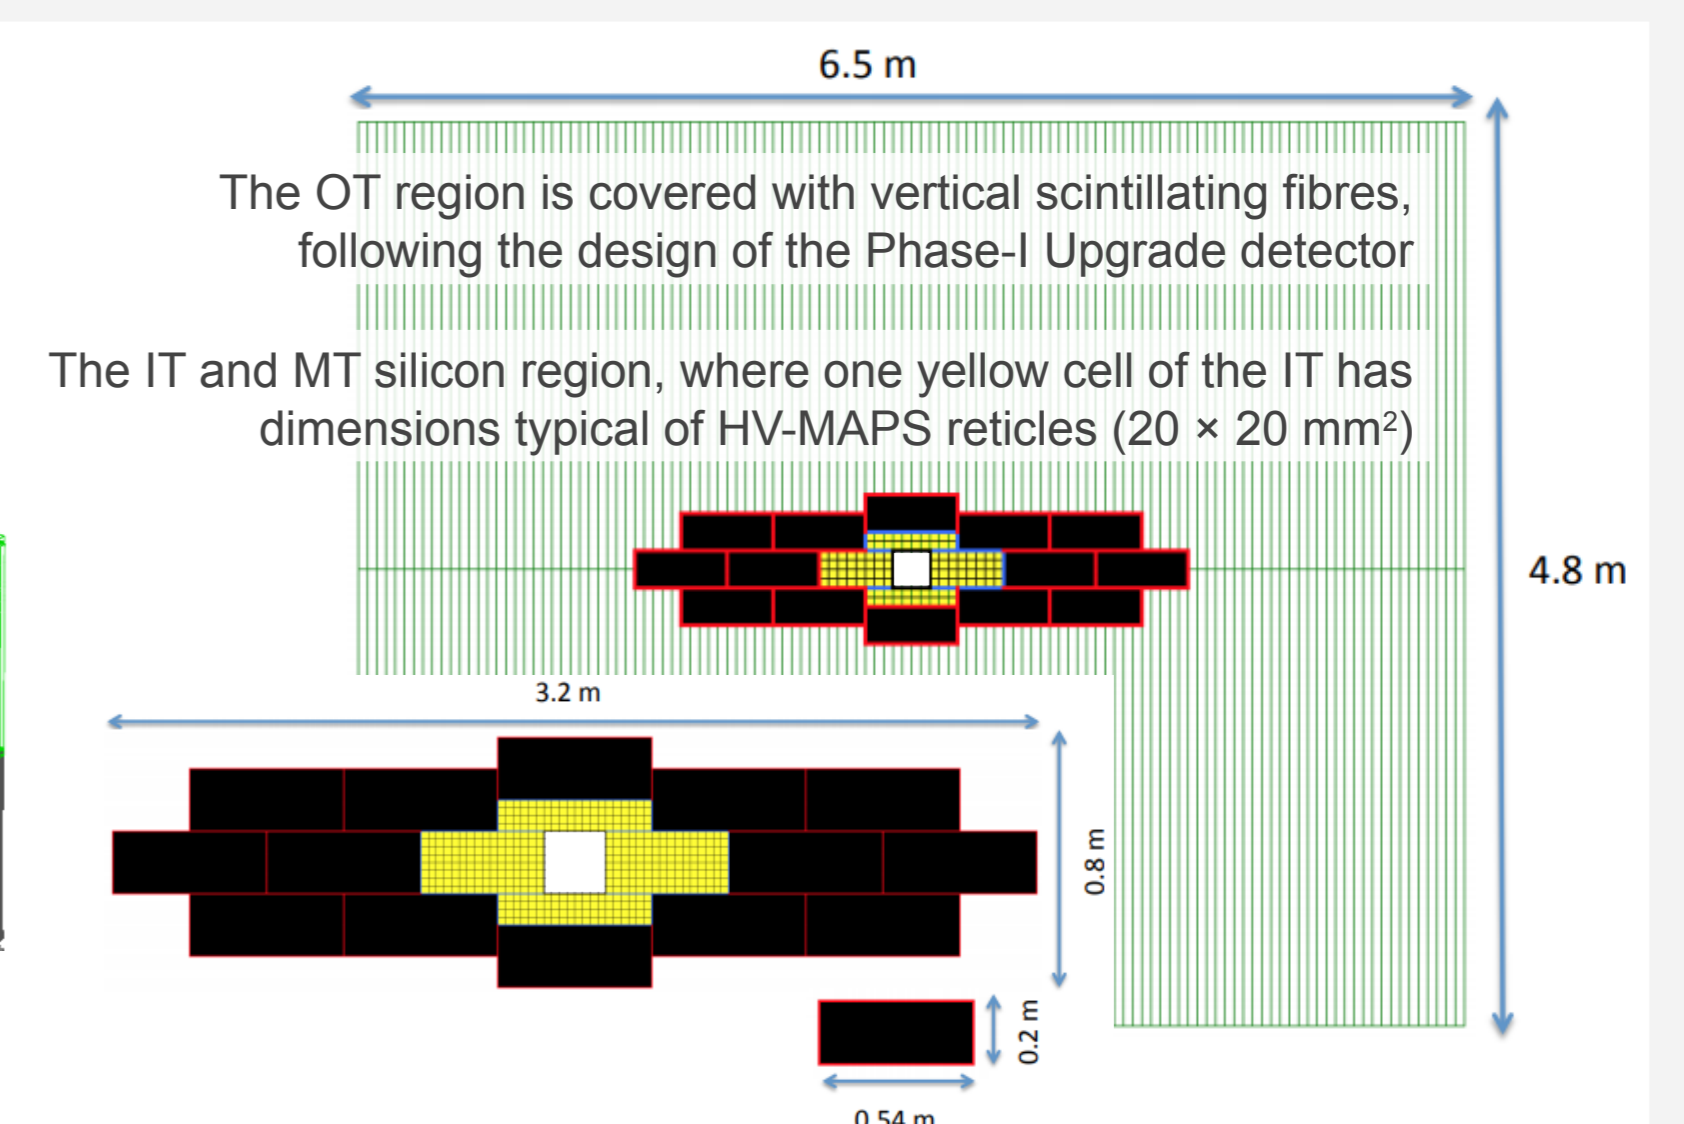 6.5 m
The OT region is covered with vertical scintillating fibres,
following the design of the Phase-I Upgrade detector
The IT and MT silicon region, where one yellow cell of the IT has
dimensions typical of HV-MAPS reticles (20 × 20 mm²)
4.8 m
3.2 m
0.8 m
0.2 m
0.54 m